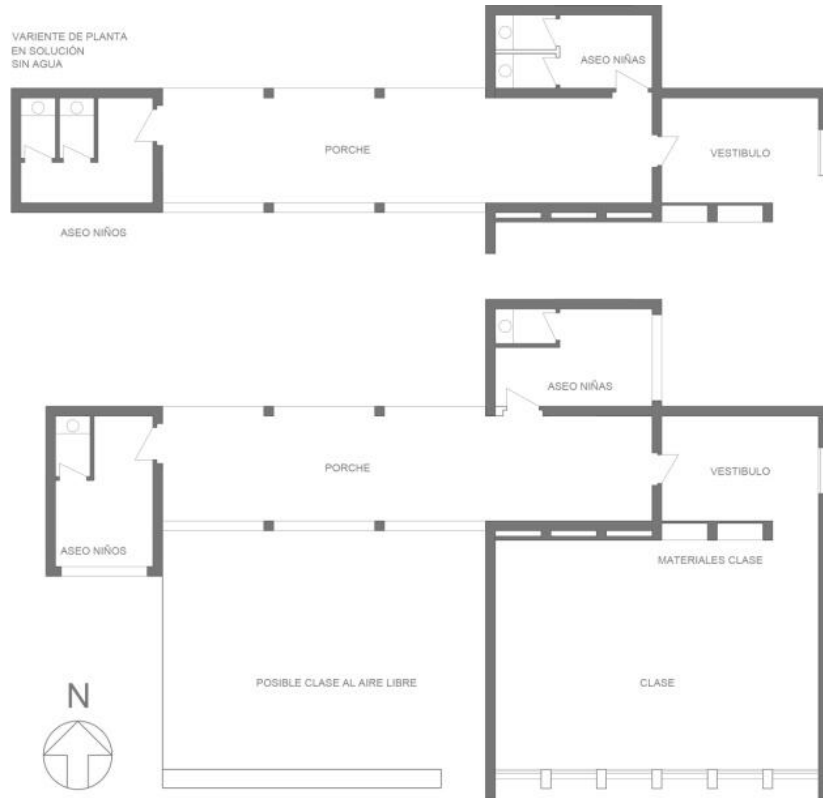 VARIENTE DE PLANTA
EN SOLUCIÓN
SIN AGUA
ASEO NIÑAS
PORCHE
VESTIBULO
ASEO NIÑOS
ASEO NIÑAS
PORCHE
VESTIBULO
ASEO NIÑOS
MATERIALES CLASE
POSIBLE CLASE AL AIRE LIBRE
CLASE
N